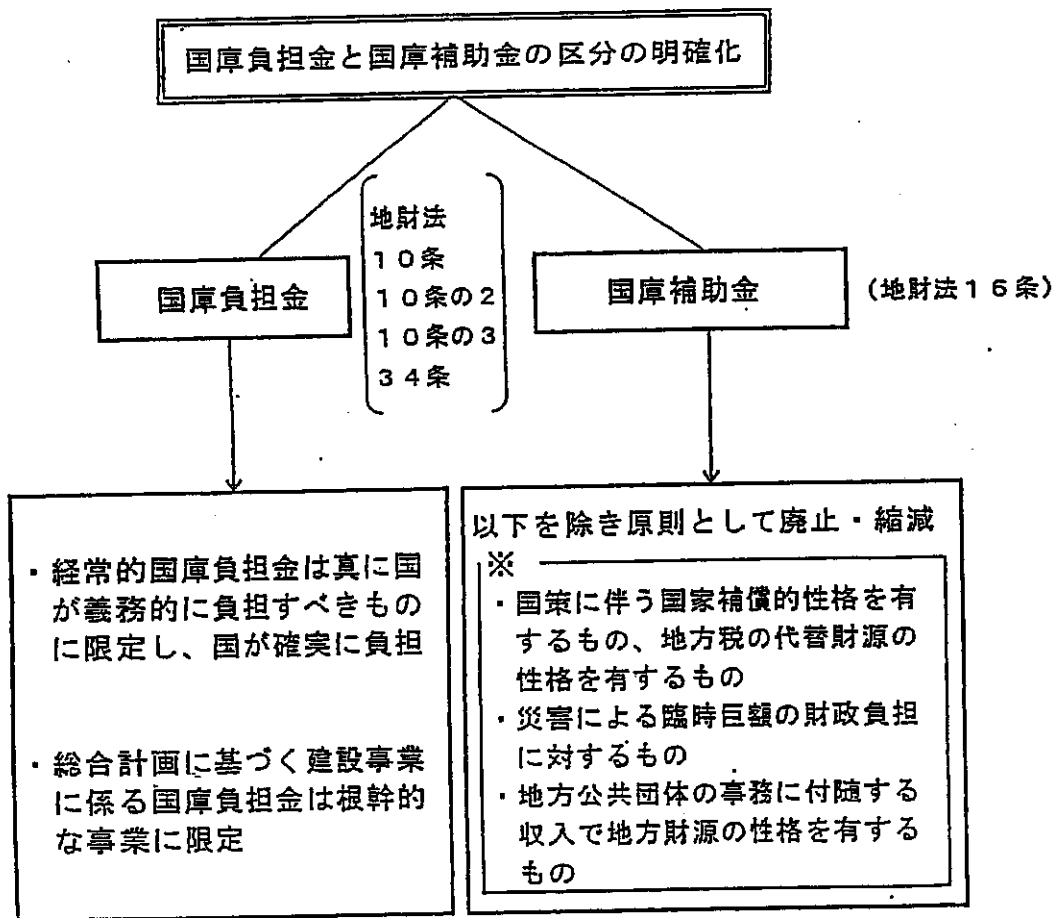 国庫負担金と国庫補助金の区分の明確化
地財法
10条
10条の2
10条の3
34条
国庫負担金
国庫補助金
（地財法16条）
・経常的国庫負担金は真に国
が義務的に負担すべきもの
に限定し、国が確実に負担
・総合計画に基づく建設事業
に係る国庫負担金は根幹的
な事業に限定
以下を除き原則として廃止・縮減
※
・国策に伴う国家補償的性格を有
するもの、地方税の代替財源の
性格を有するもの
・災害による臨時巨額の財政負担
に対するもの
・地方公共団体の事務に付随する
収入で地方財源の性格を有する
もの